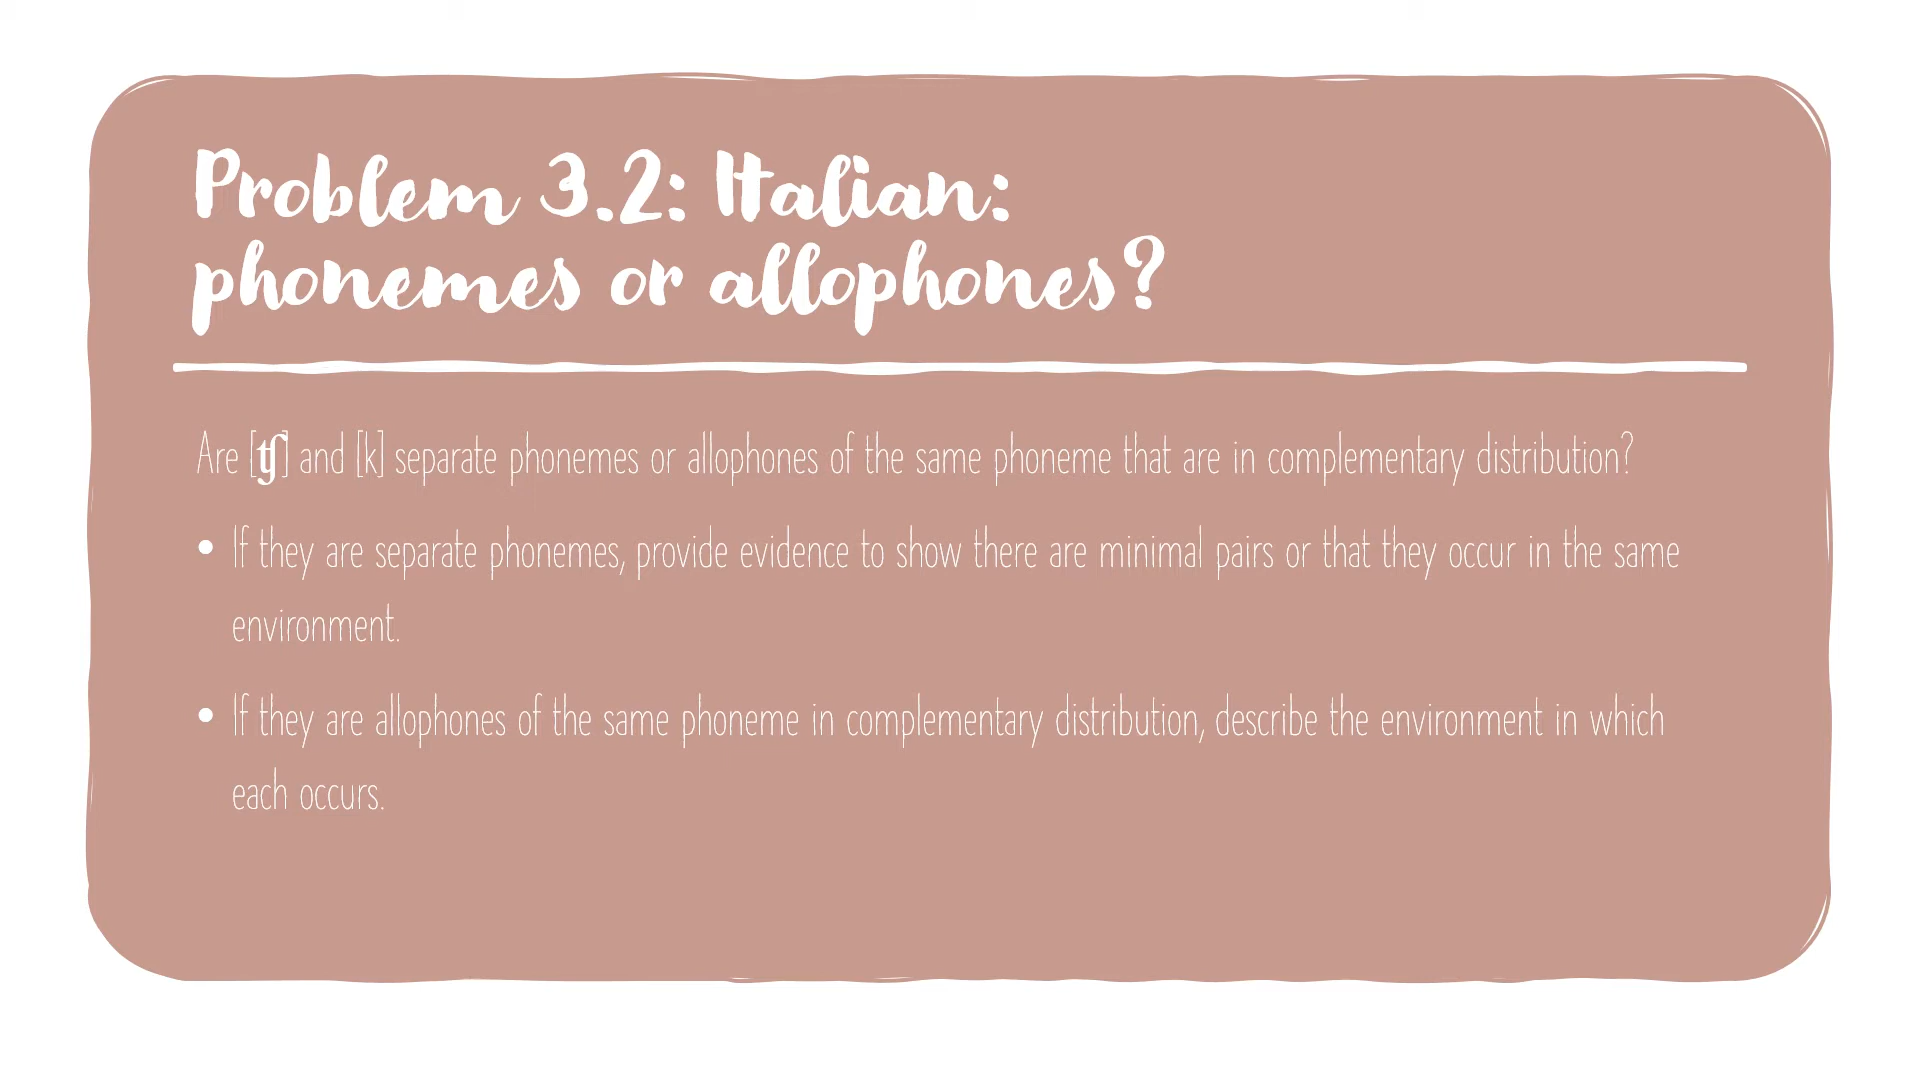 Problem 3.2: Italian:
phonemes or allophones?
Are [ʧ] and [k] separate phonemes or allophones of the same phoneme that are in complementary distribution?
• If they are separate phonemes, provide evidence to show there are minimal pairs or that they occur in the same
environment.
• If they are allophones of the same phoneme in complementary distribution, describe the environment in which
each occurs.